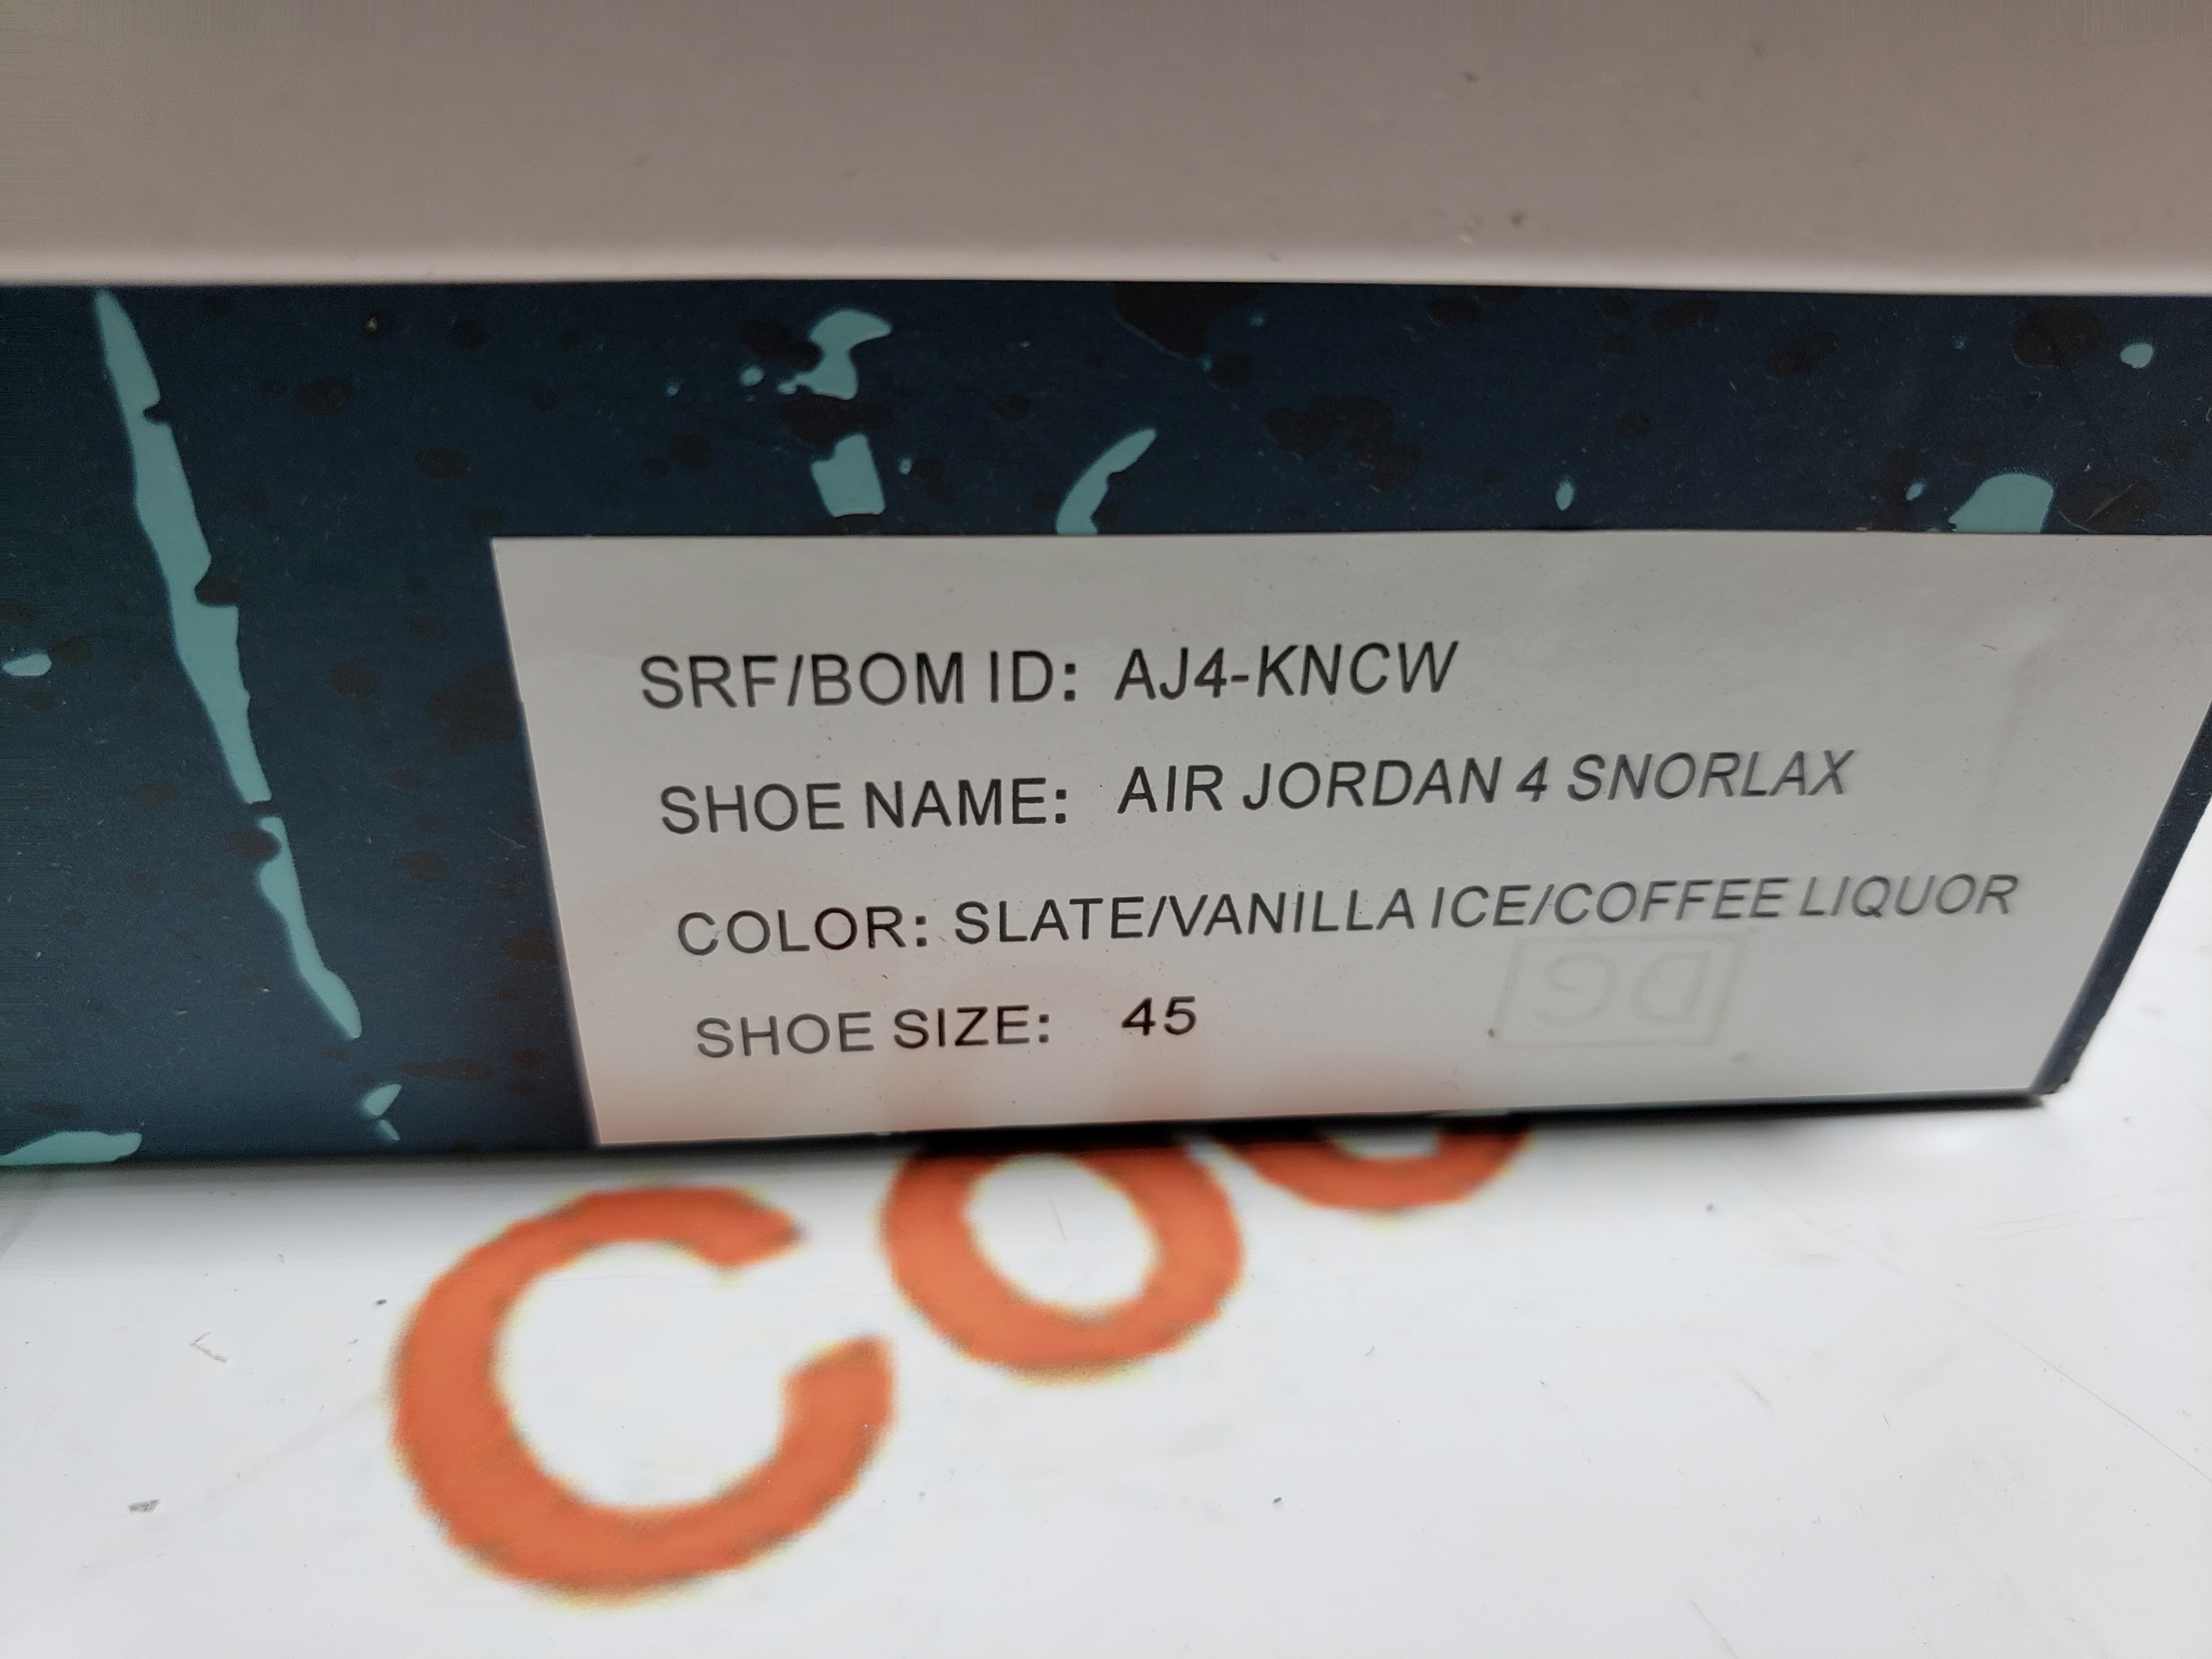 SRF/BOM ID: AJ4-KNCW
SHOE NAME: AIR JORDAN 4 SNORLAX
COLOR: SLATE/VANILLA ICE/COFFEE LIQUOR
SHOE SIZE: 45
DG